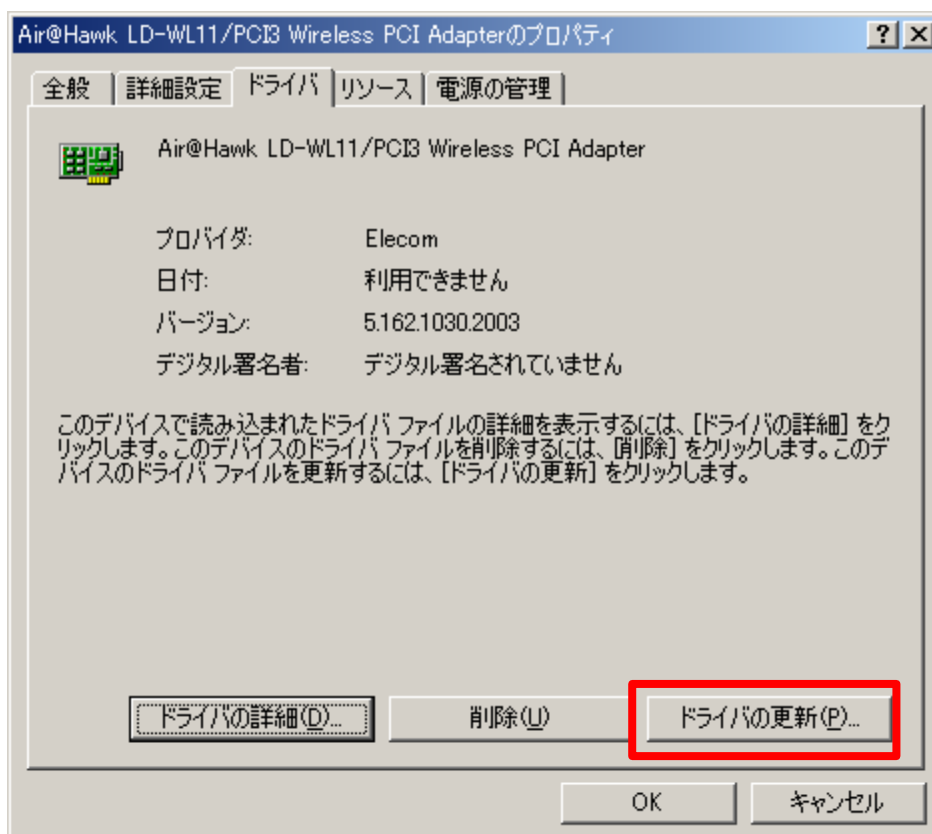 Air@Hawk LD-WL11/PCI3 Wireless PCI Adapterのプロパティ
全般 詳細設定 ドライバ リソース 電源の管理
Air@Hawk LD-WL11/PCI3 Wireless PCI Adapter
プロバイダ: Elecom
日付: 利用できません
バージョン: 5.162.1030.2003
デジタル署名者: デジタル署名されていません
このデバイスで読み込まれたドライバ ファイルの詳細を表示するには、[ドライバの詳細] をク
リックします。このデバイスのドライバ ファイルを削除するには、[削除] をクリックします。このデ
バイスのドライバ ファイルを更新するには、[ドライバの更新] をクリックします。
ドライバの詳細(D)... 削除(U) ドライバの更新(P)...
OK キャンセル